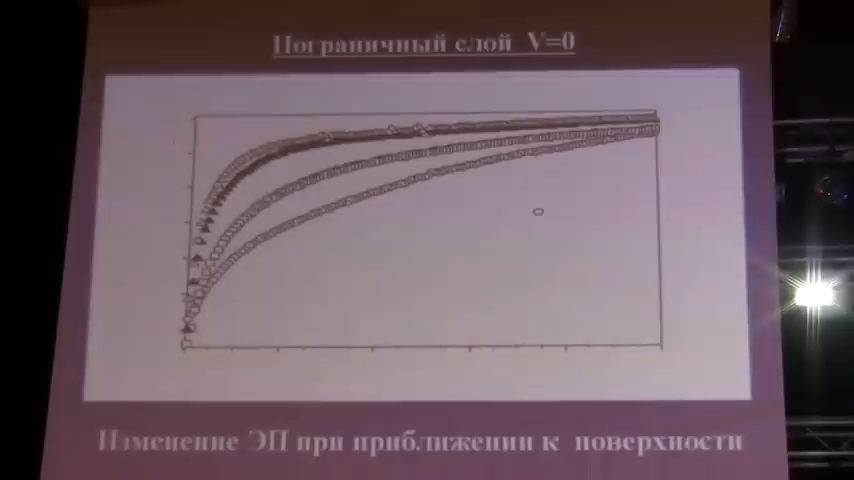 Пограничный слой V=0
Изменение ЭП при приближении к поверхности